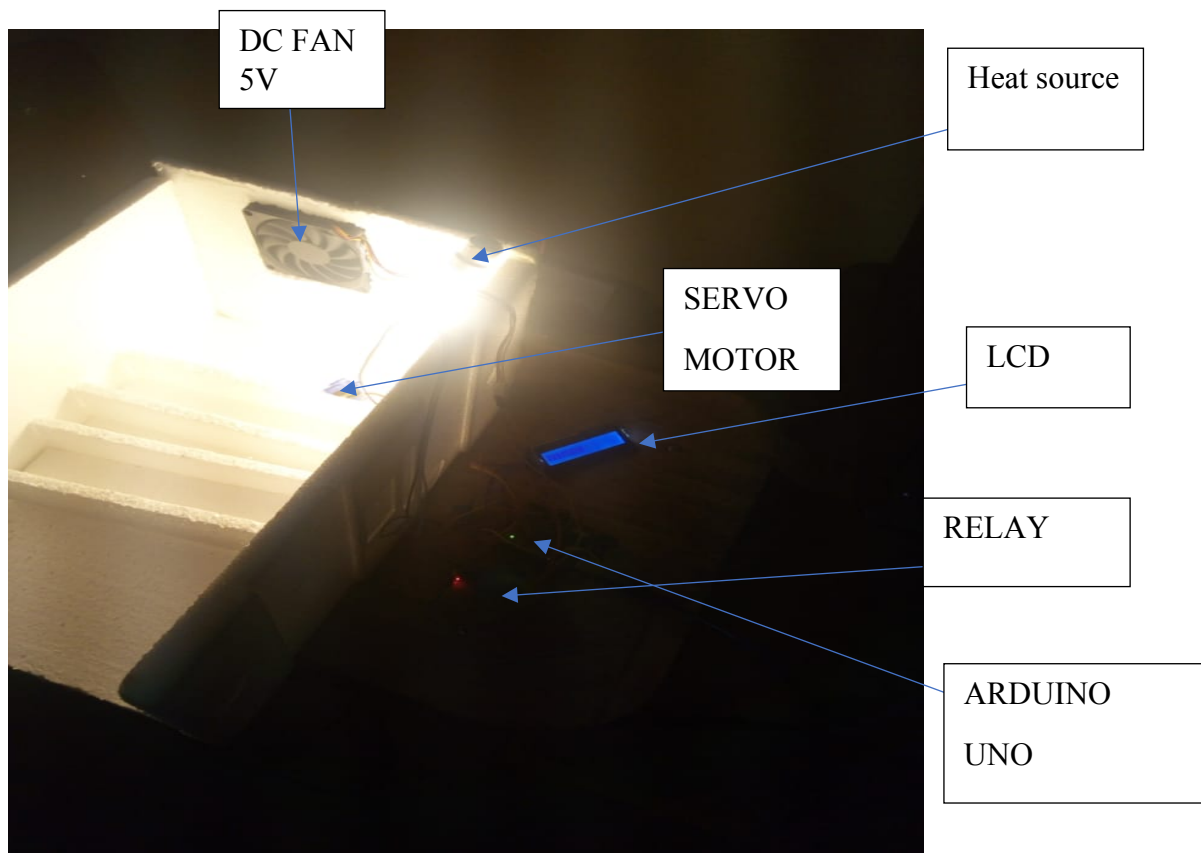 DC FAN
5V
Heat source
SERVO
MOTOR
LCD
RELAY
ARDUINO
UNO